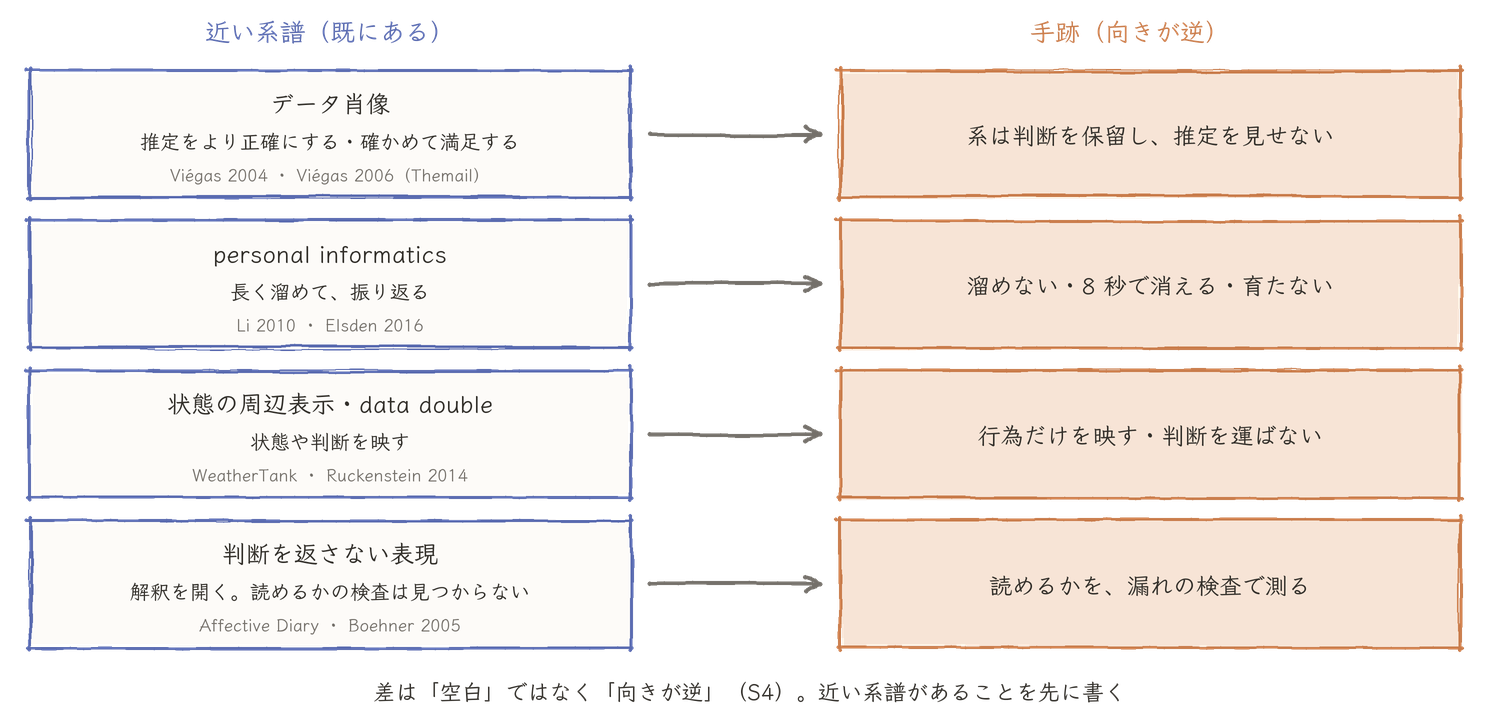 近い系譜（既にある）
手跡（向きが逆）
データ肖像
推定をより正確にする・確かめて満足する
Viégas 2004 ・ Viégas 2006（Themail）
系は判断を保留し、推定を見せない
personal informatics
長く溜めて、振り返る
Li 2010 ・ Elsden 2016
溜めない・8 秒で消える・育たない
状態の周辺表示・data double
状態や判断を映す
WeatherTank ・ Ruckenstein 2014
行為だけを映す・判断を運ばない
判断を返さない表現
解釈を開く。読めるかの検査は見つからない
Affective Diary ・ Boehner 2005
読めるかを、漏れの検査で測る
差は「空白」ではなく「向きが逆」（S4）。近い系譜があることを先に書く